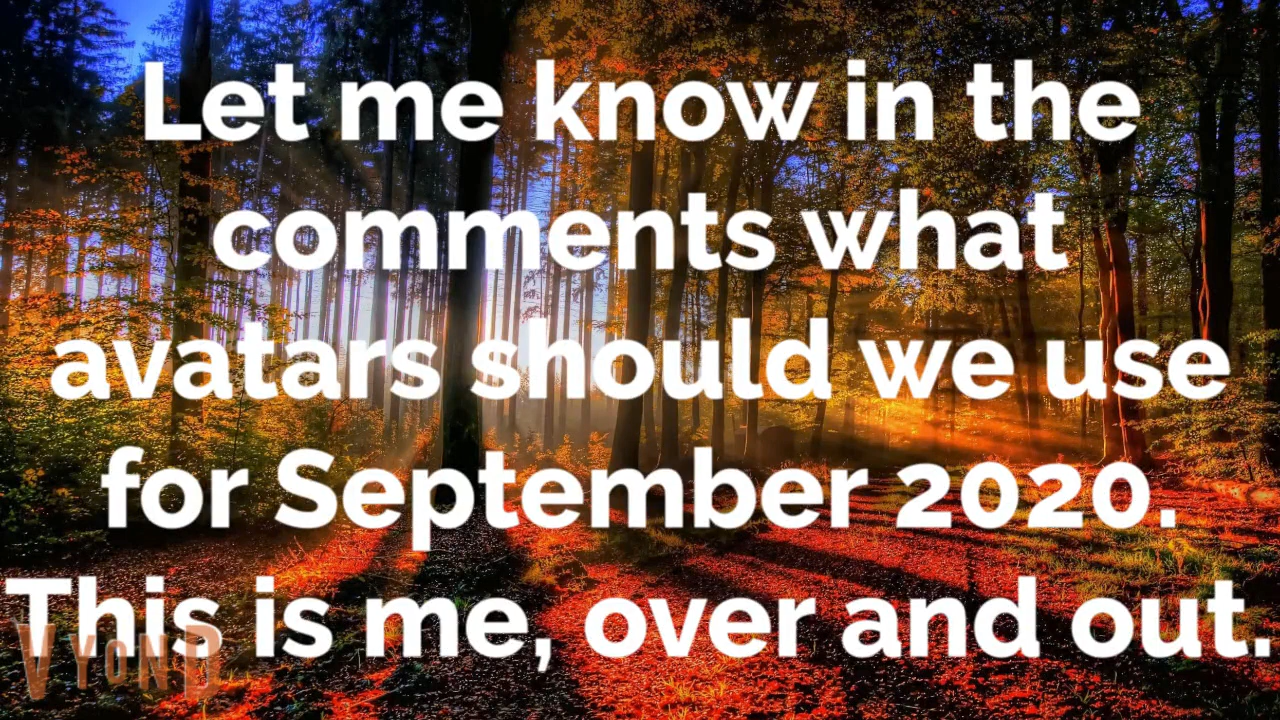 Let me know in the
comments what
avatars should we use
for September 2020.
This is me, over and out.
VYOND